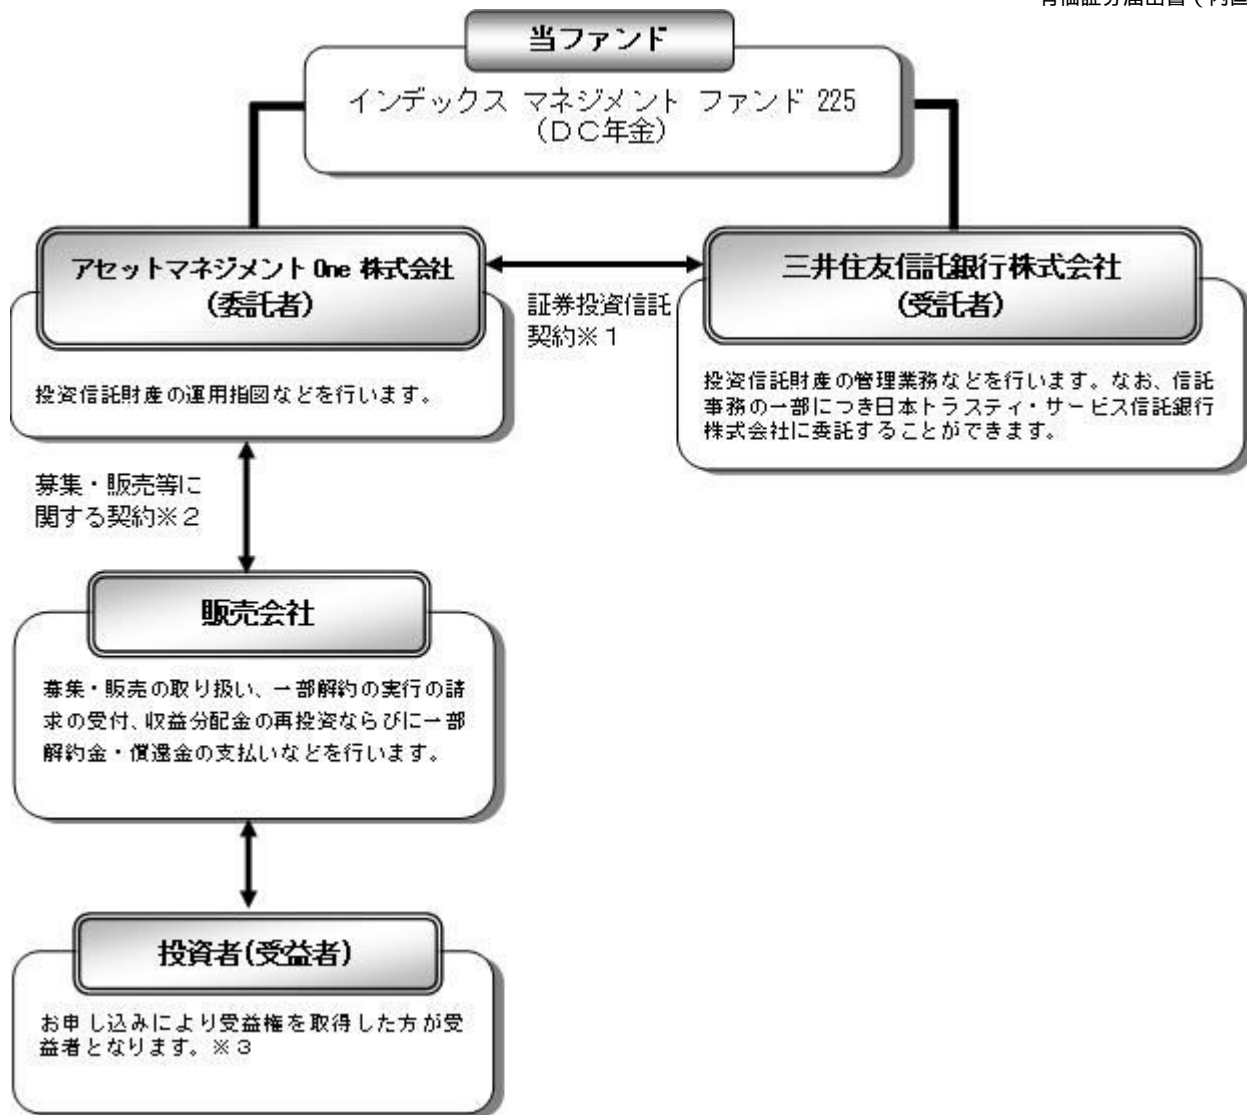 当ファンド
インデックス マネジメント ファンド 225
(DC年金)
アセットマネジメント One 株式会社
(委託者)
投資信託財産の運用指図などを行います。
証券投資信託
契約※1
三井住友信託銀行株式会社
(受託者)
投資信託財産の管理業務などを行います。なお、信託
事務の一部につき日本トラスティ・サービス信託銀行
株式会社に委託することができます。
募集・販売等に
関する契約※2
販売会社
募集・販売の取り扱い、一部解約の実行の請
求の受付、収益分配金の再投資ならびに一部
解約金・償還金の支払いなどを行います。
投資者(受益者)
お申し込みにより受益権を取得した方が受
益者となります。※3